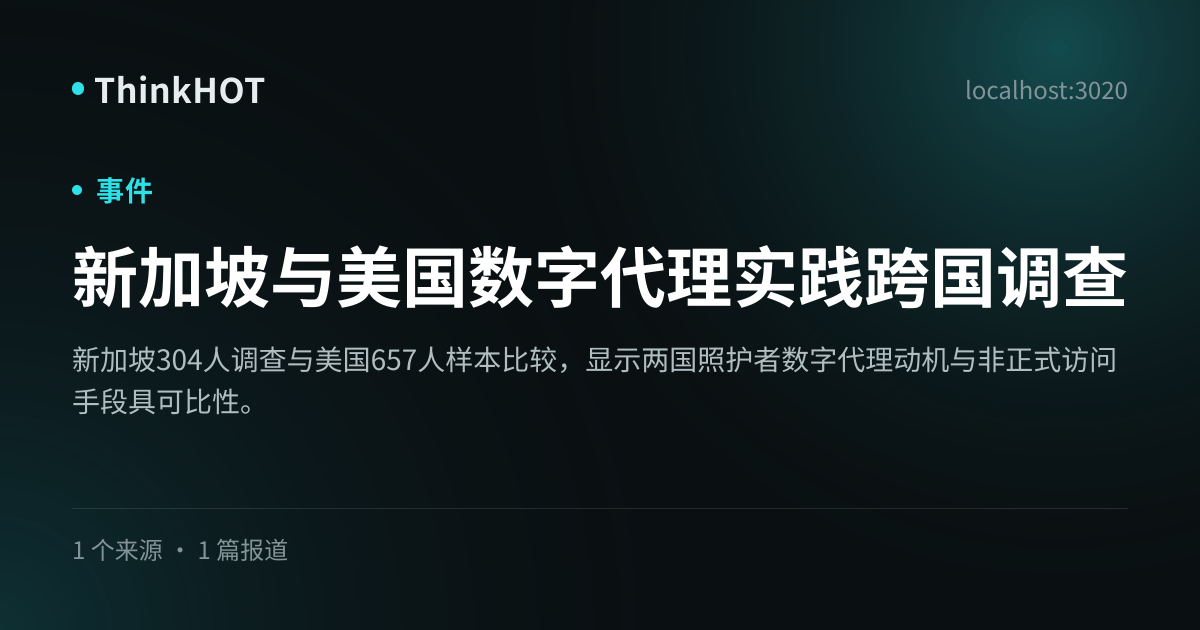 ThinkHOT
localhost:3020
事件
新加坡与美国数字代理实践跨国调查
新加坡304人调查与美国657人样本比较，显示两国照护者数字代理动机与非正式访问
手段具可比性。
1 个来源 · 1 篇报道